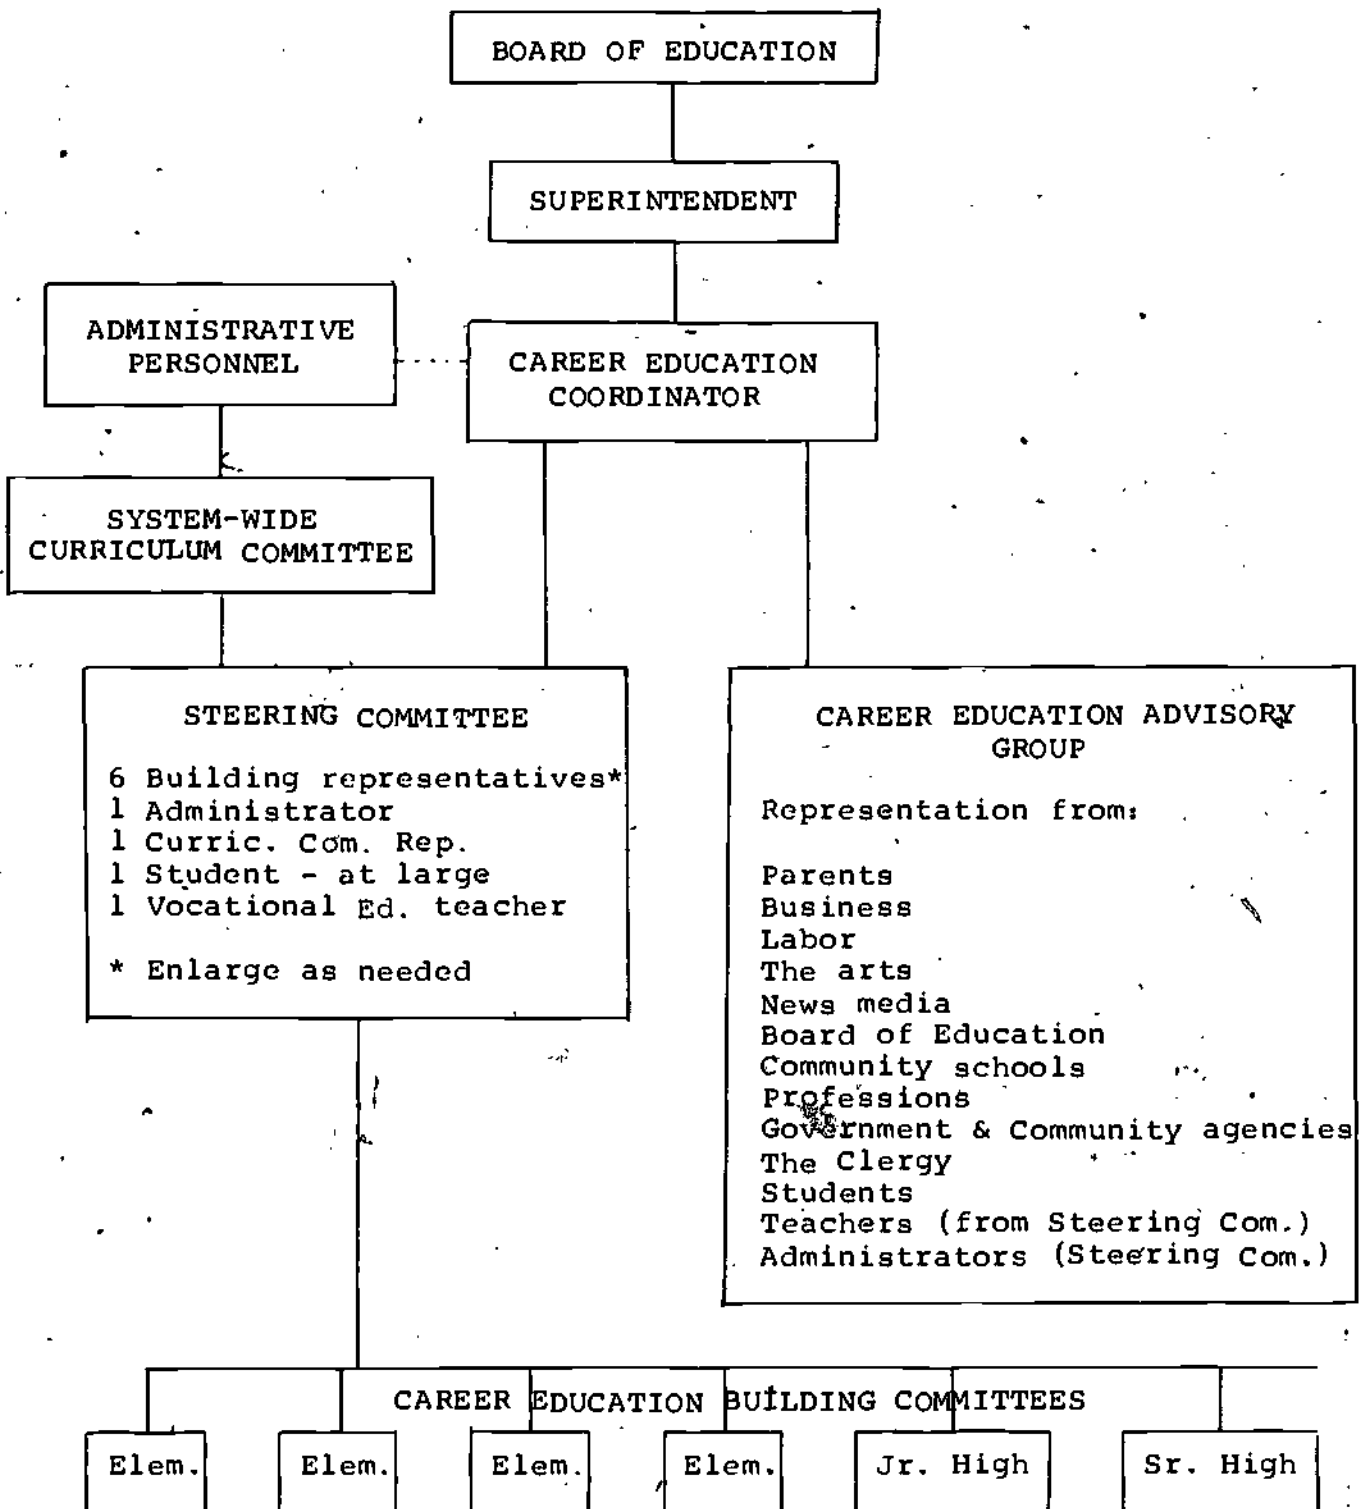 BOARD OF EDUCATION
SUPERINTENDENT
ADMINISTRATIVE
PERSONNEL
CAREER EDUCATION
COORDINATOR
SYSTEM-WIDE
CURRICULUM COMMITTEE
STEERING COMMITTEE
6 Building representatives*
1 Administrator
1 Curric. Com. Rep.
1 Student - at large
1 Vocational Ed. teacher
* Enlarge as needed
CAREER EDUCATION ADVISORY
GROUP
Representation from:
Parents
Business
Labor
The arts
News media
Board of Education
Community schools
Professions
Government & Community agencies
The Clergy
Students
Teachers (from Steering Com.)
Administrators (Steering Com.)
CAREER EDUCATION BUILDING COMMITTEES
Elem.
Elem.
Elem.
Elem.
Jr. High
Sr. High